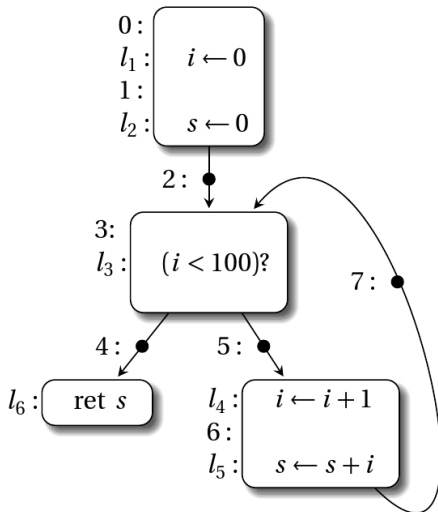 0 :
l1 : i ← 0
1 :
l2 : s ← 0
2 :
3:
l3 : (i < 100)?
7 :
4 : 5 :
l6 : ret s
l4 : i ← i + 1
6 :
l5 : s ← s + i